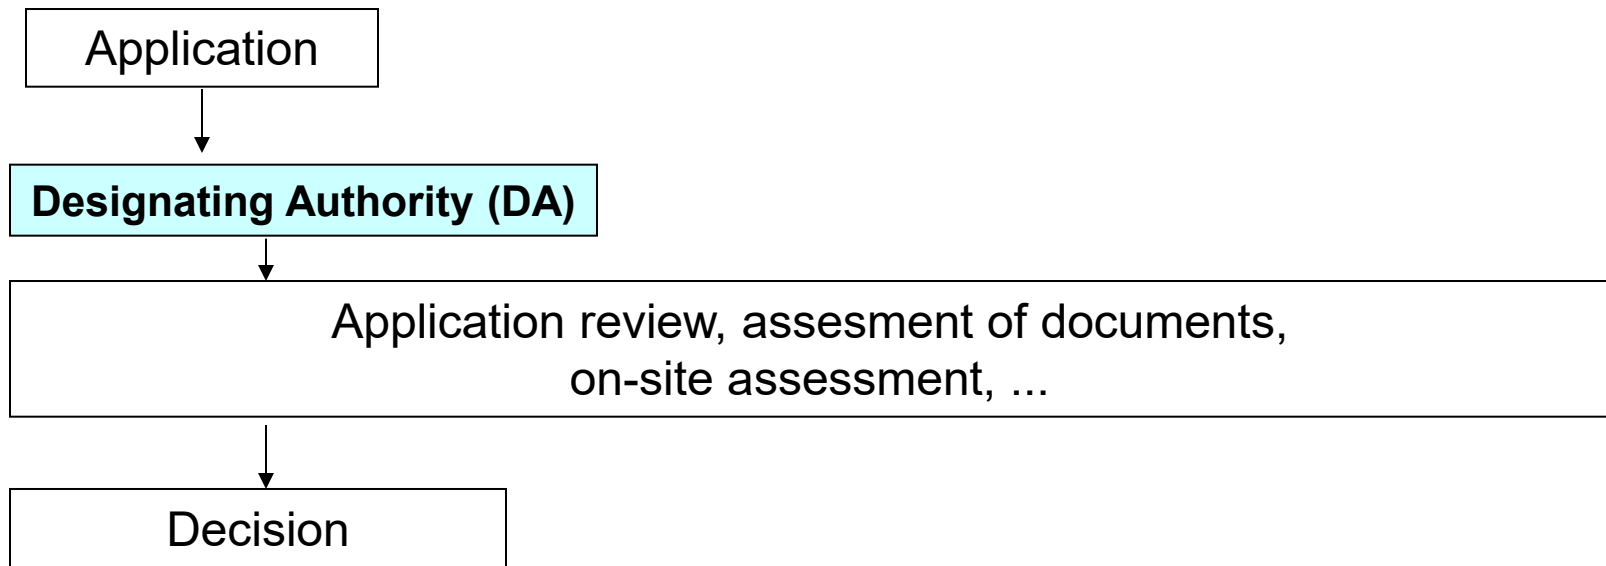 Application
Designating Authority (DA)
Application review, assesment of documents,
on-site assessment, ...
Decision